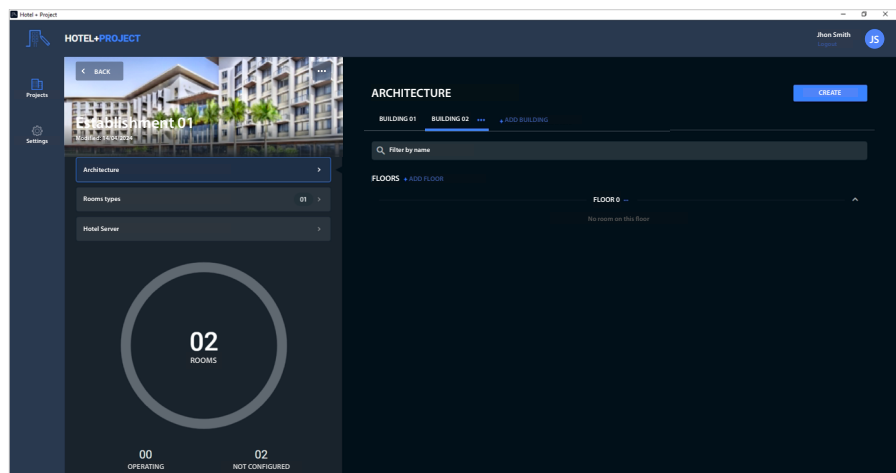 Hotel + Project
HOTEL+PROJECT
Jhon Smith
Logout
JS
Projects
Settings
BACK
Establishment 01
Modified: 14/04/2024
Architecture
Rooms types 01
Hotel Server
02
ROOMS
00
OPERATING
02
NOT CONFIGURED
ARCHITECTURE
CREATE
BUILDING 01 BUILDING 02 ... + ADD BUILDING
Filter by name
FLOORS + ADD FLOOR
FLOOR 0 ...
No room on this floor